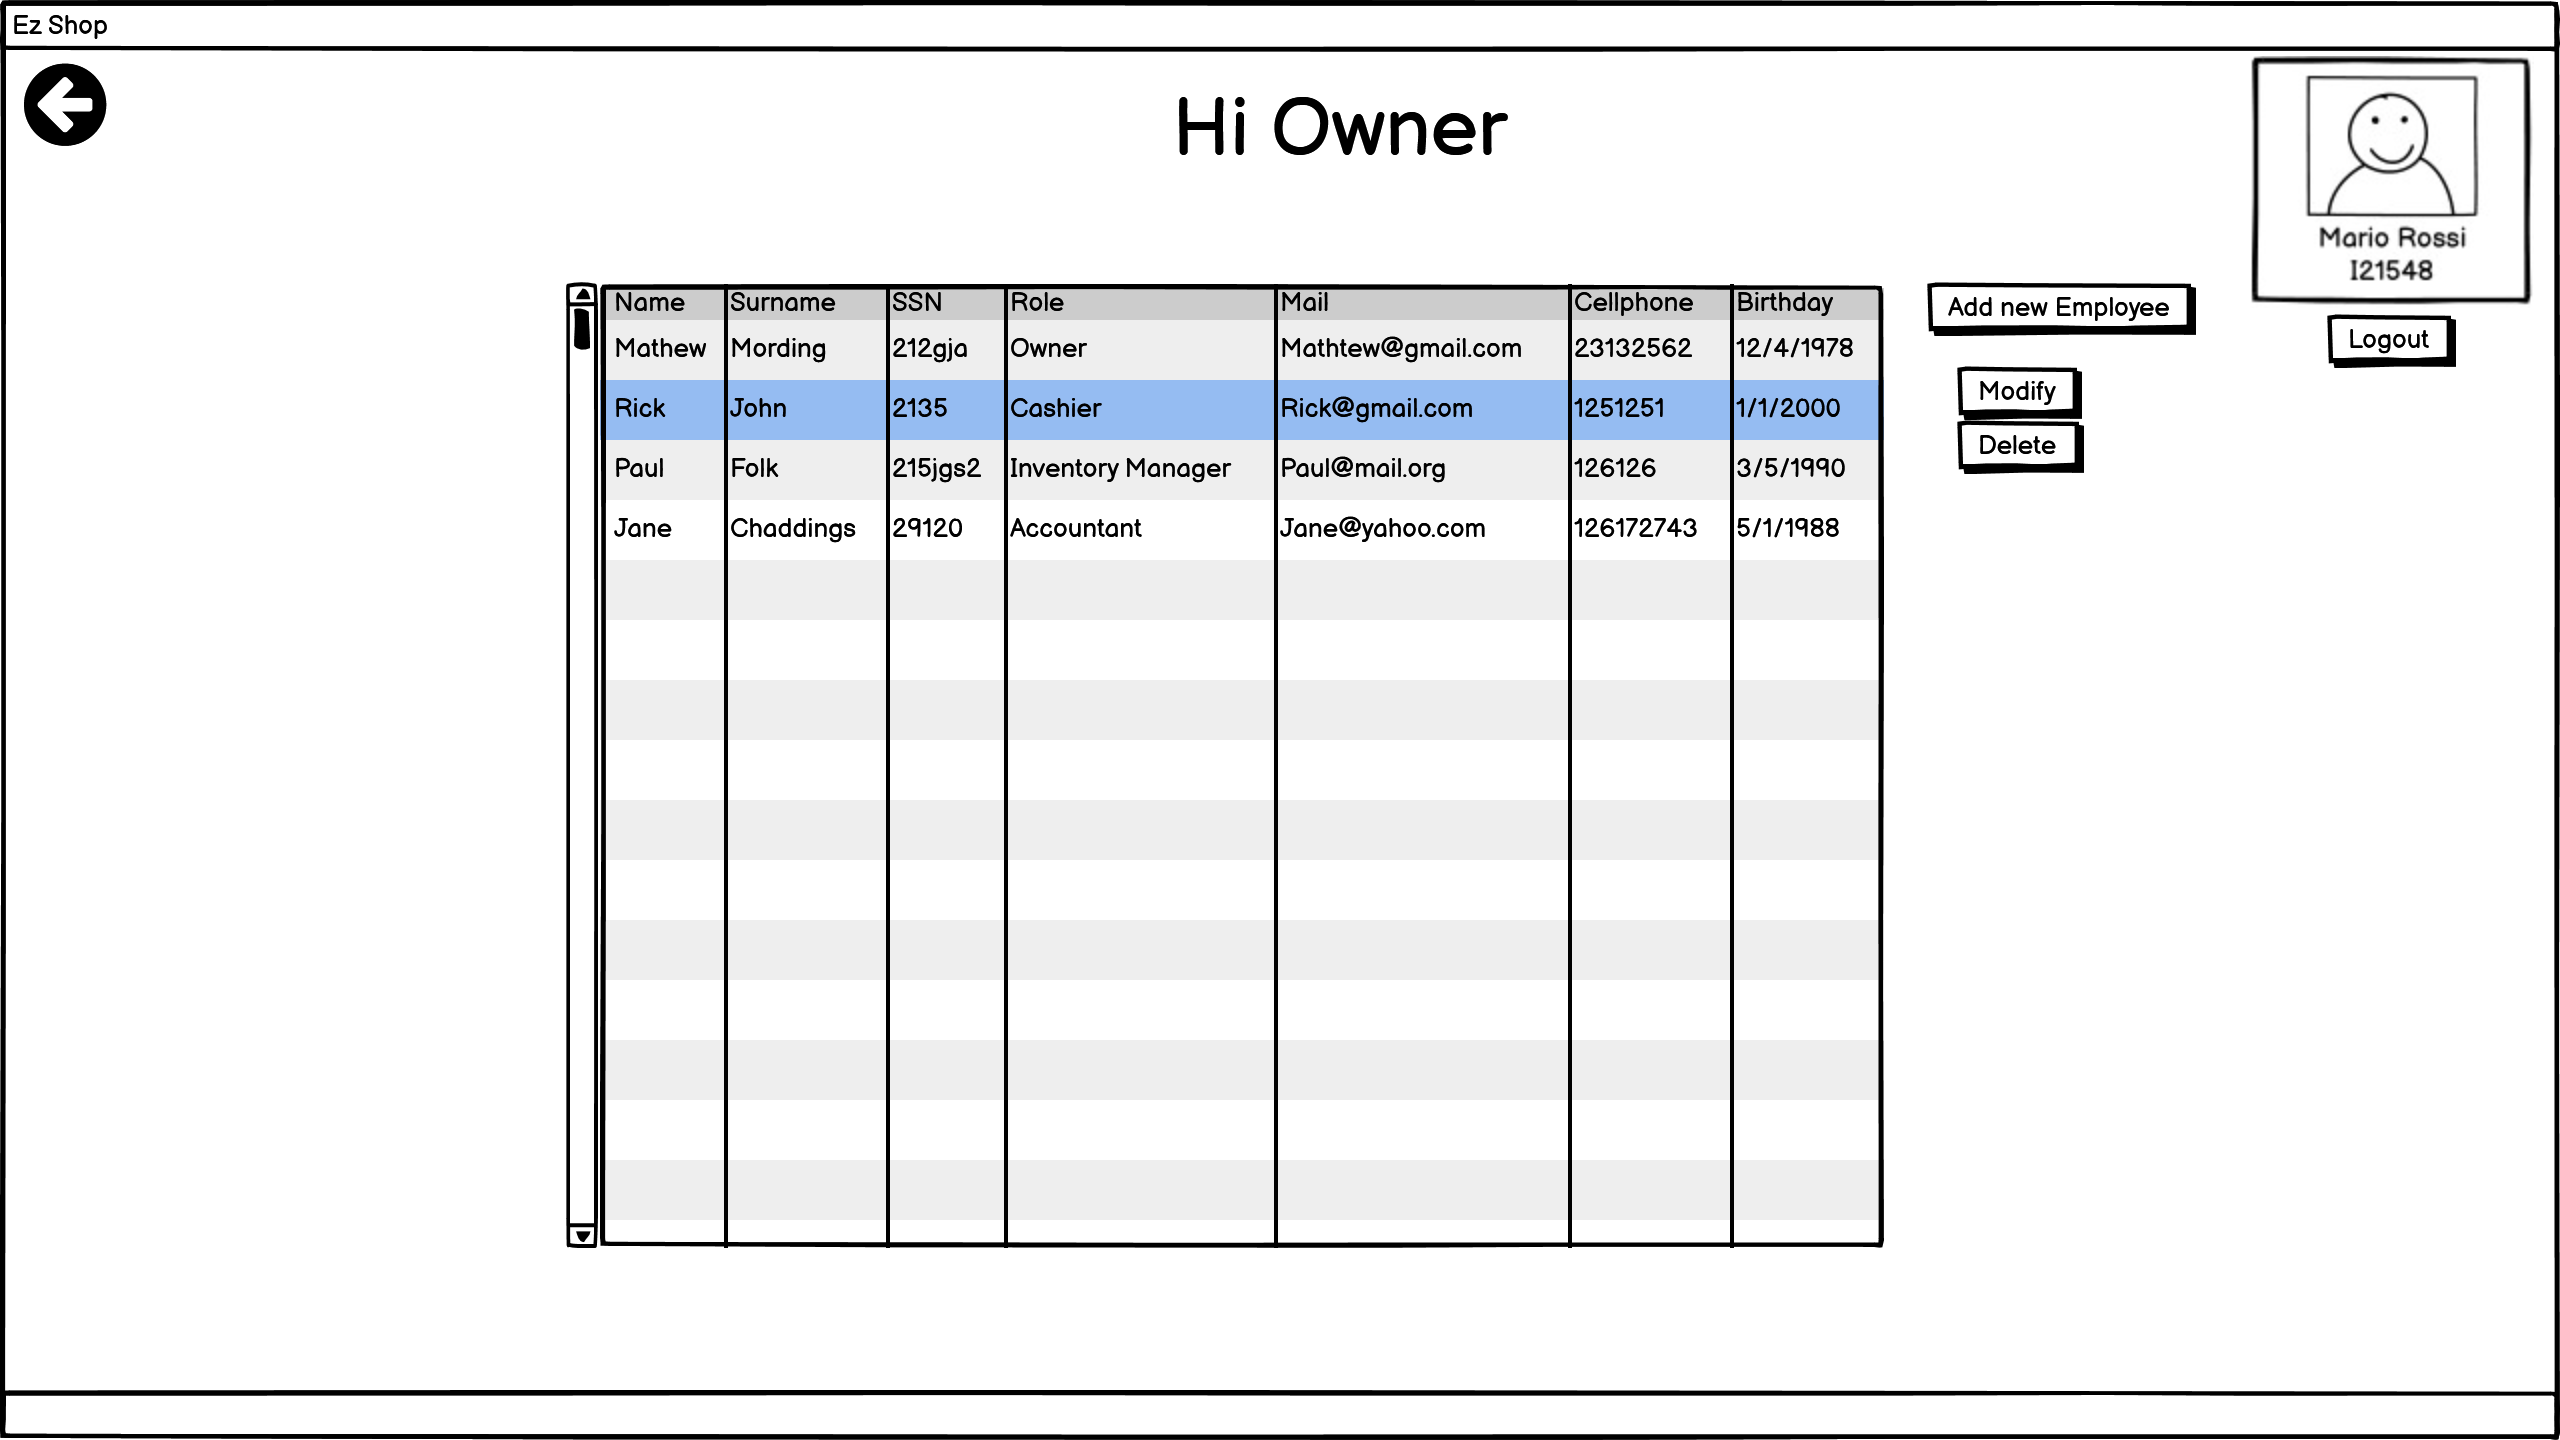 Ez Shop
Hi Owner
Mario Rossi
I21548
Logout
Add new Employee
Modify
Delete
Name Surname SSN Role Mail Cellphone Birthday
Mathew Mording 212gja Owner Mathtew@gmail.com 23132562 12/4/1978
Rick John 2135 Cashier Rick@gmail.com 1251251 1/1/2000
Paul Folk 215jgs2 Inventory Manager Paul@mail.org 126126 3/5/1990
Jane Chaddings 29120 Accountant Jane@yahoo.com 126172743 5/1/1988